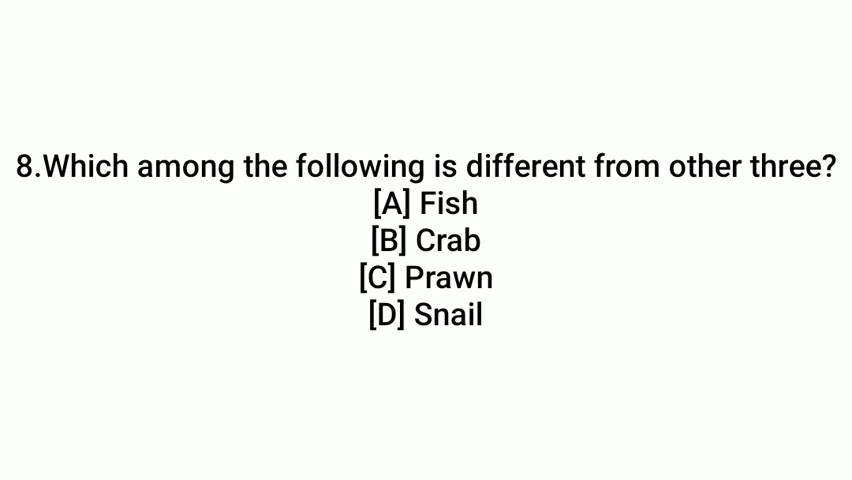 8.Which among the following is different from other three?
[A] Fish
[B] Crab
[C] Prawn
[D] Snail